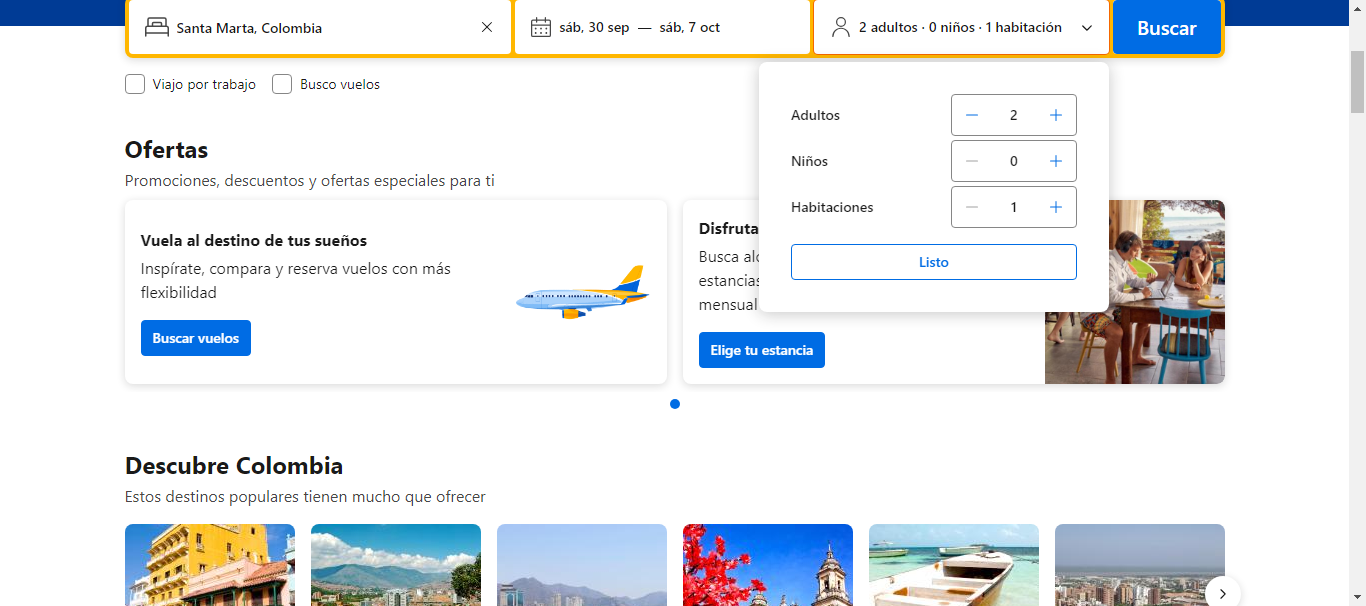 Santa Marta, Colombia
sáb, 30 sep — sáb, 7 oct
2 adultos · 0 niños · 1 habitación
Buscar
Viajo por trabajo
Busco vuelos
Adultos
2
Niños
0
Habitaciones
1
Listo
Ofertas
Promociones, descuentos y ofertas especiales para ti
Vuela al destino de tus sueños
Inspírate, compara y reserva vuelos con más
flexibilidad
Buscar vuelos
Disfruta
Busca
estancias
mensual
Elige tu estancia
Descubre Colombia
Estos destinos populares tienen mucho que ofrecer